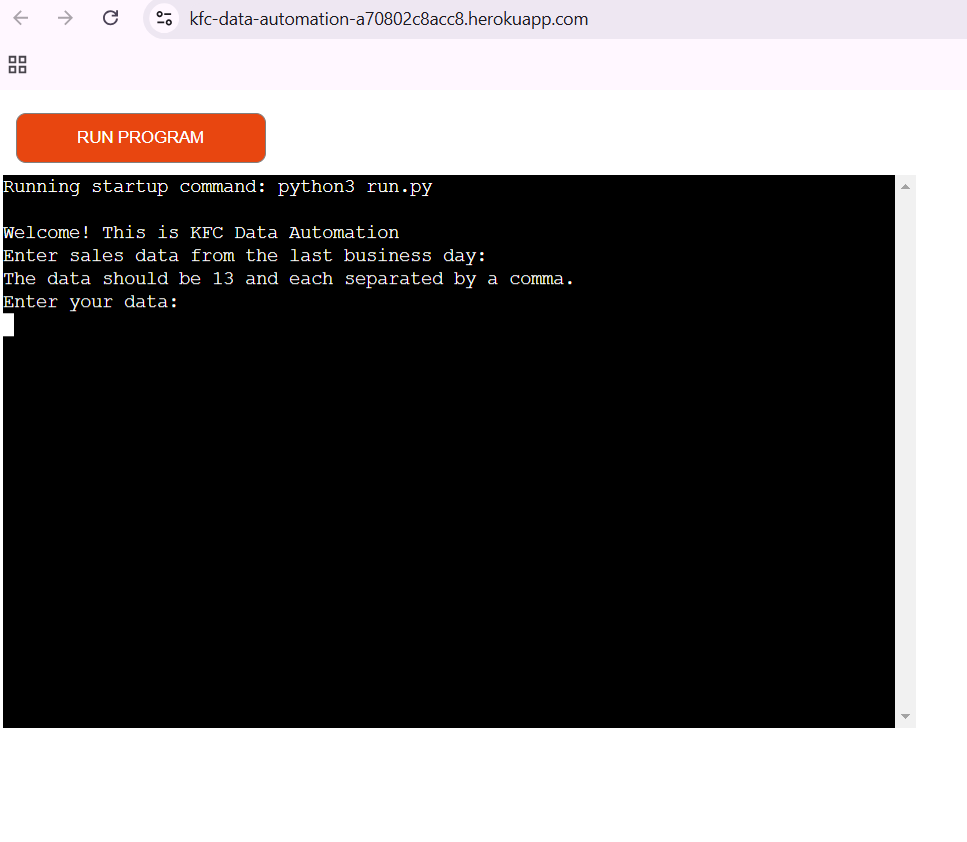 kfc-data-automation-a70802c8acc8.herokuapp.com
RUN PROGRAM
Running startup command: python3 run.py
Welcome! This is KFC Data Automation
Enter sales data from the last business day:
The data should be 13 and each separated by a comma.
Enter your data: